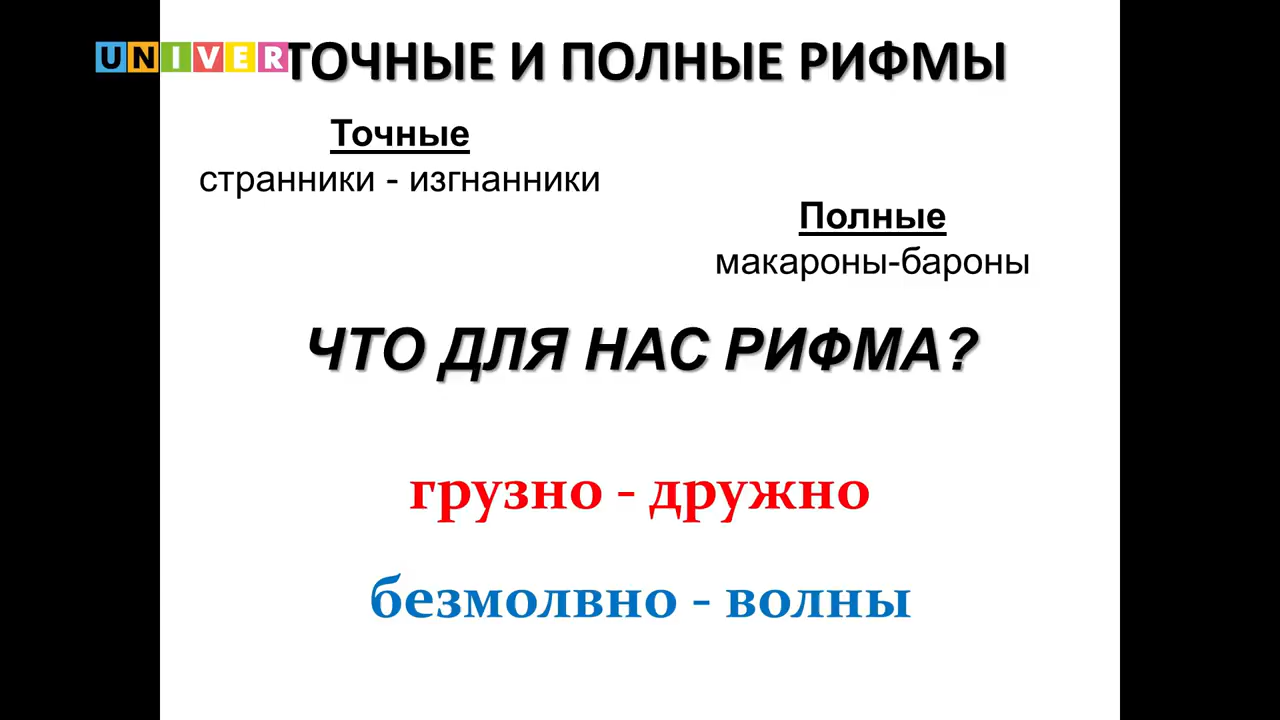 UNIVER
ТОЧНЫЕ И ПОЛНЫЕ РИФМЫ
Точные
странники - изгнанники
Полные
макароны-бароны
ЧТО ДЛЯ НАС РИФМА?
грузно - дружно
безмолвно - волны